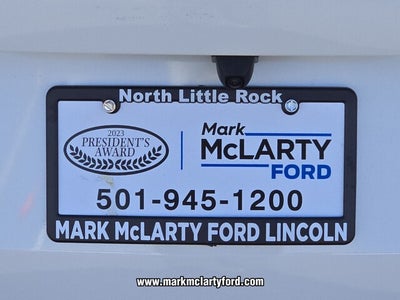 North Little Rock
2023
PRESIDENT'S
AWARD
Mark
McLARTY
FORD
501-945-1200
MARK McLARTY FORD LINCOLN
www.markmclartyford.com